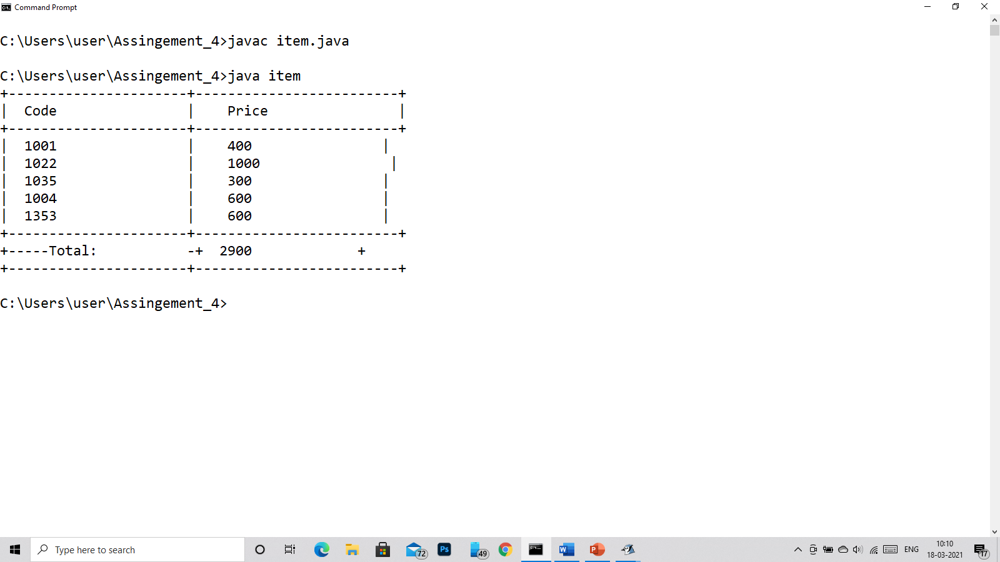 Command Prompt
C:\Users\user\Assingement_4>javac item.java
C:\Users\user\Assingement_4>java item
+----------------------+-------------------------+
|  Code                |    Price                |
+----------------------+-------------------------+
|  1001                |    400                |
|  1022                |    1000                |
|  1035                |    300                |
|  1004                |    600                |
|  1353                |    600                |
+----------------------+-------------------------+
+-----Total:           -+  2900             +
+----------------------+-------------------------+
C:\Users\user\Assingement_4>
Type here to search
72
Ps
49
W
P
ENG
10:10
18-03-2021
17